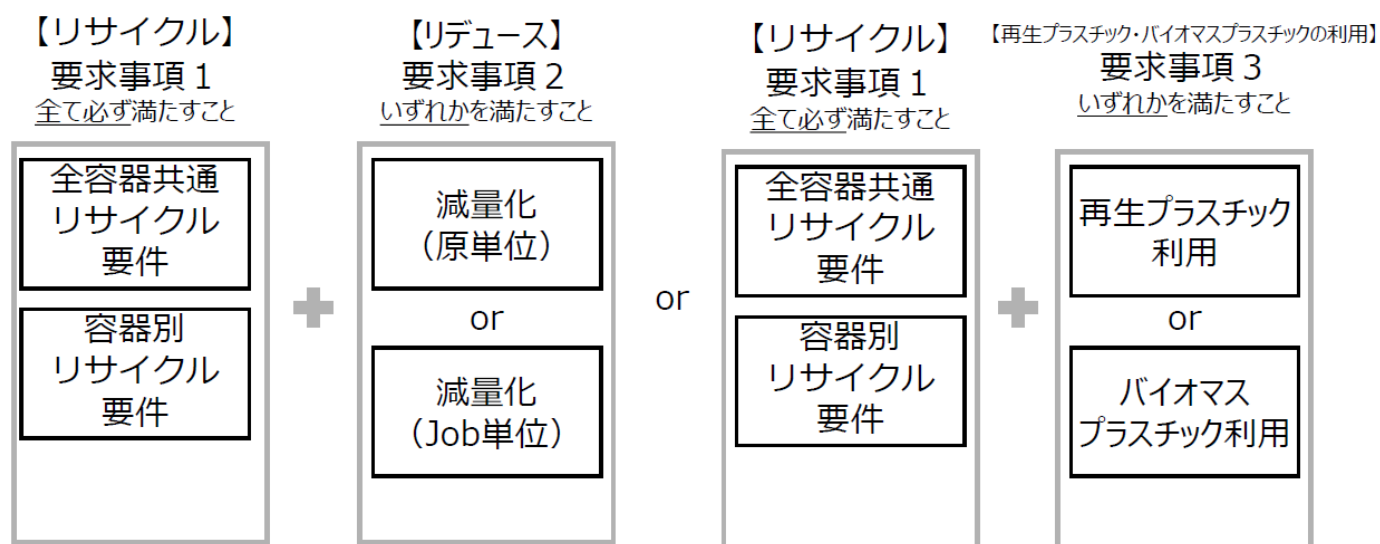 【リサイクル】
要求事項１
全て必ず満たすこと
全容器共通
リサイクル
要件
容器別
リサイクル
要件
【リデュース】
要求事項２
いずれかを満たすこと
減量化
（原単位）
or
減量化
（Job単位）
or
【リサイクル】
要求事項１
全て必ず満たすこと
全容器共通
リサイクル
要件
容器別
リサイクル
要件
【再生プラスチック・バイオマスプラスチックの利用】
要求事項３
いずれかを満たすこと
再生プラスチック
利用
or
バイオマス
プラスチック利用